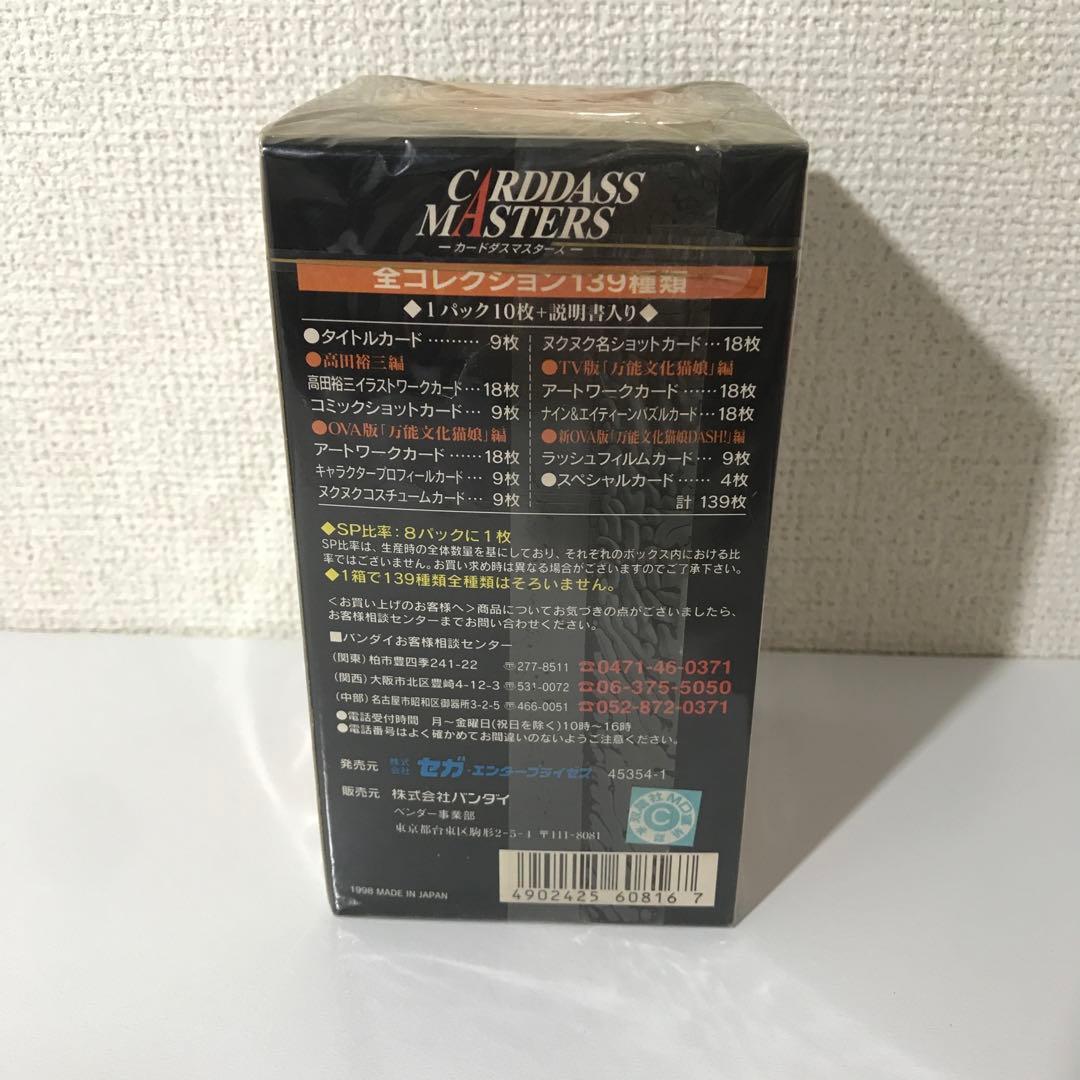 CARDDASS
MASTERS
カードダスマスターズ
全コレクション139種類
◆1パック10枚+説明書入り◆
●タイトルカード………9枚
●高田裕三編
高田裕三イラストワークカード…18枚
コミックショットカード…9枚
●OVA版「万能文化猫娘」編
アートワークカード……18枚
キャラクタープロフィールカード…9枚
ヌクヌクコスチュームカード…9枚
ヌクヌク名ショットカード…18枚
●TV版「万能文化猫娘」編
アートワークカード……18枚
ナイン&エイティーンパズルカード…18枚
●新OVA版「万能文化猫娘DASH!」編
ラッシュフィルムカード…9枚
●スペシャルカード……4枚
計 139枚
◆SP比率:8パックに1枚
SP比率は、生産時の全体数量を基にしており、それぞれのボックス内における比
率ではございません。お買い求め時は異なる場合がございますのでご了承下さい。
◆1箱で139種類全種類はそろいません。
<お買い上げのお客様へ>商品についてお気づきの点がございましたら、
お客様相談センターまでお問い合わせください。
■バンダイお客様相談センター
(関東)柏市豊四季241-22 〒277-8511 ☎0471-46-0371
(関西)大阪市北区豊崎4-12-3 〒531-0072 ☎06-375-5050
(中部)名古屋市昭和区御器所3-2-5 〒466-0051 ☎052-872-0371
●電話受付時間 月〜金曜日(祝日を除く)10時〜16時
●電話番号はよく確かめてお間違いのないようご注意ください。
発売元 株式会社 セガ・エンタープライゼス 45354-1
販売元 株式会社バンダイ
ベンダー事業部
東京都台東区駒形2-5-4 〒111-8081
1998 MADE IN JAPAN
4902425 60816 7